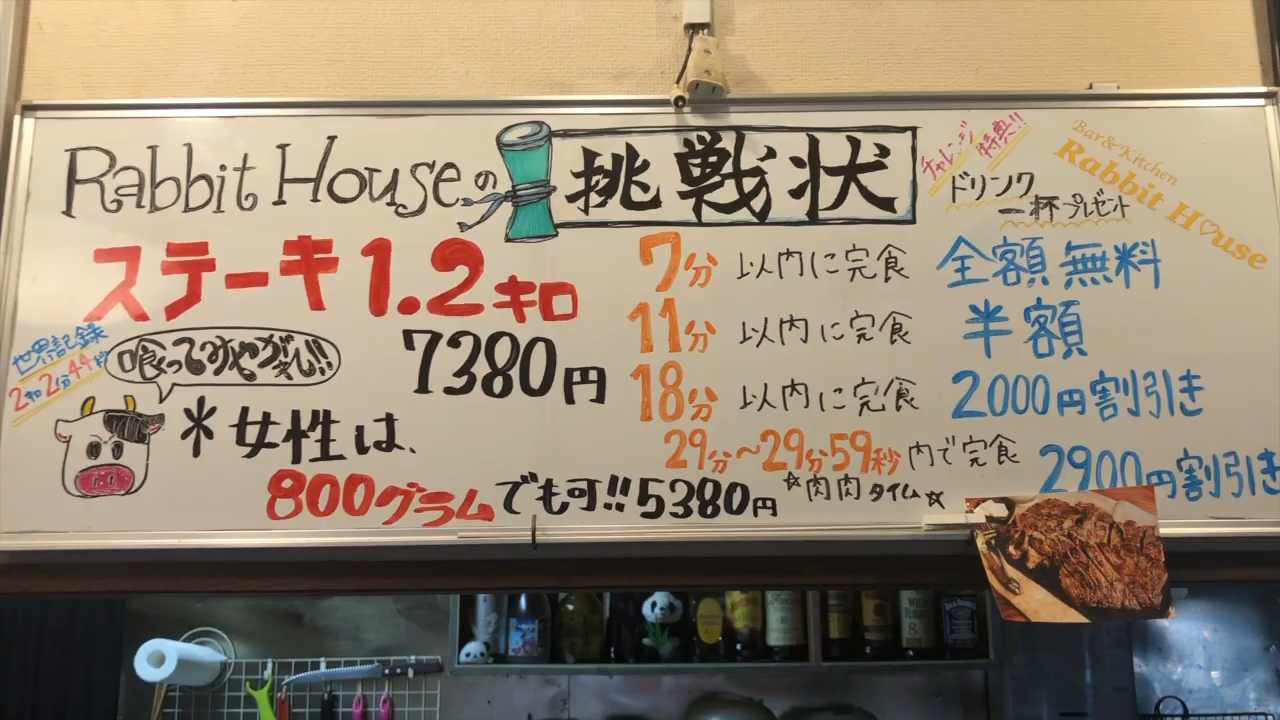 Rabbit Houseの挑戦状
チャレンジ特典!!
ドリンク
一杯プレゼント
Bar&Kitchen
Rabbit House
ステーキ1.2キロ
7380円
世界記録
2キロ2分44秒
喰ってみやがれ!!
*女性は、
800グラムでも可!!5380円
7分以内に完食 全額無料
11分以内に完食 半額
18分以内に完食 2000円割引き
29分~29分59秒内で完食 2900円割引き
☆肉肉タイム☆